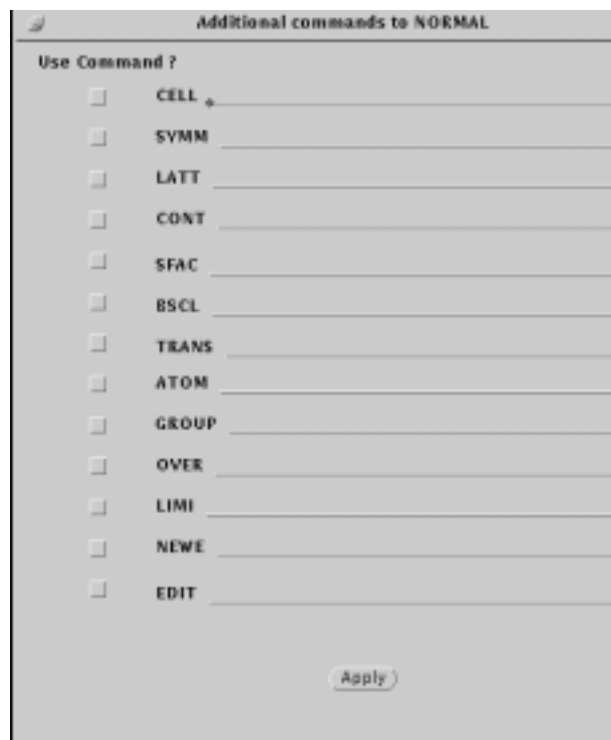 Additional commands to NORMAL
Use Command ?
CELL
SYMM
LATT
CONT
SFAC
BSCL
TRANS
ATOM
GROUP
OVER
LIMI
NEWE
EDIT
Apply